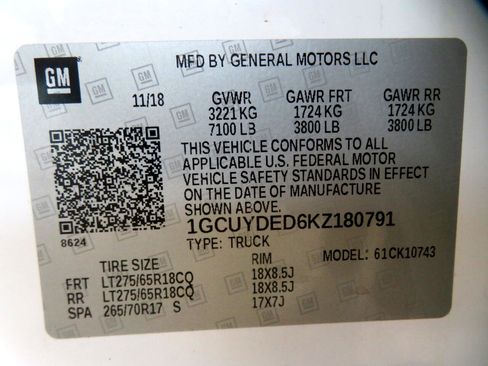 GM
MFD BY GENERAL MOTORS LLC
11/18 GVWR GAWR FRT GAWR RR
3221 KG 1724 KG 1724 KG
7100 LB 3800 LB 3800 LB
THIS VEHICLE CONFORMS TO ALL
APPLICABLE U.S. FEDERAL MOTOR
VEHICLE SAFETY STANDARDS IN EFFECT
ON THE DATE OF MANUFACTURE
SHOWN ABOVE.
1GCUYDED6KZ180791
8624
TYPE: TRUCK
MODEL: 61CK10743
TIRE SIZE RIM
FRT LT275/65R18CQ 18X8.5J
RR LT275/65R18CQ 18X8.5J
SPA 265/70R17 S 17X7J